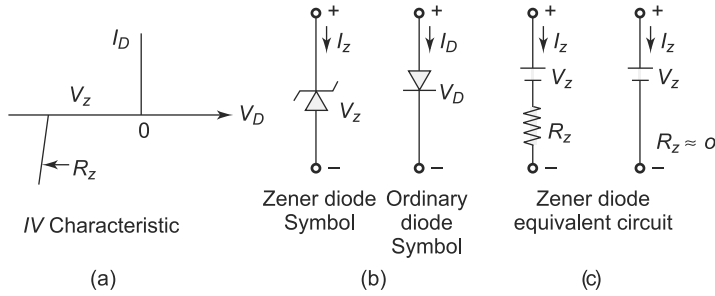 I_D
V_z
V_D
0
R_z
IV Characteristic
(a)
+
I_z
V_z
−
Zener diode
Symbol
+
I_D
V_D
−
Ordinary
diode
Symbol
(b)
+
I_z
V_z
R_z
−
+
I_z
V_z
R_z ≈ o
−
Zener diode
equivalent circuit
(c)